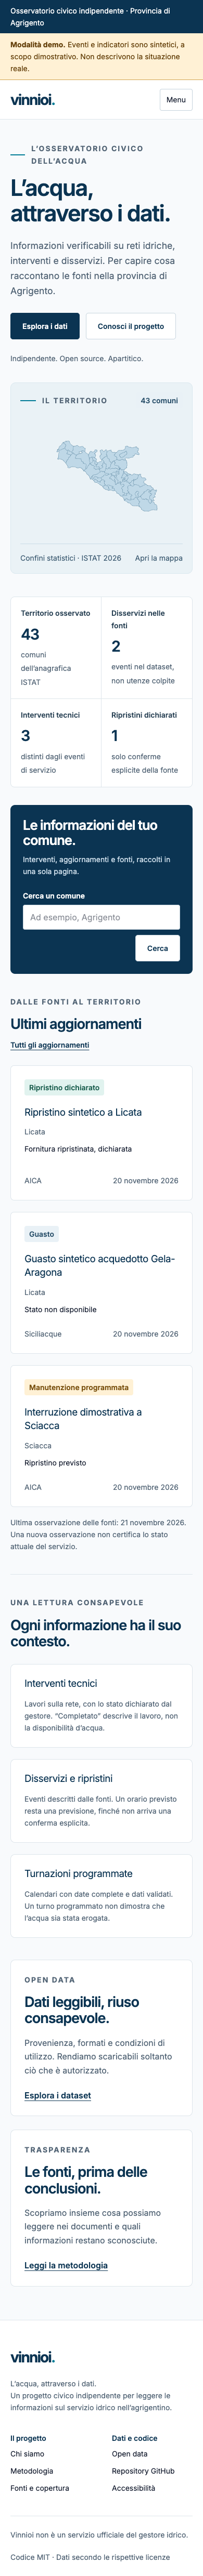 Osservatorio civico indipendente · Provincia di
Agrigento
Modalità demo. Eventi e indicatori sono sintetici, a
scopo dimostrativo. Non descrivono la situazione
reale.
vinnioi.
Menu
L'OSSERVATORIO CIVICO
DELL'ACQUA
L'acqua,
attraverso i dati.
Informazioni verificabili su reti idriche,
interventi e disservizi. Per capire cosa
raccontano le fonti nella provincia di
Agrigento.
Esplora i dati
Conosci il progetto
Indipendente. Open source. Apartitico.
IL TERRITORIO
43 comuni
Confini statistici · ISTAT 2026
Apri la mappa
Territorio osservato
43
comuni
dell'anagrafica
ISTAT
Disservizi nelle
fonti
2
eventi nel dataset,
non utenze colpite
Interventi tecnici
3
distinti dagli eventi
di servizio
Ripristini dichiarati
1
solo conferme
esplicite della fonte
Le informazioni del tuo
comune.
Interventi, aggiornamenti e fonti, raccolti in
una sola pagina.
Cerca un comune
Ad esempio, Agrigento
Cerca
DALLE FONTI AL TERRITORIO
Ultimi aggiornamenti
Tutti gli aggiornamenti
Ripristino dichiarato
Ripristino sintetico a Licata
Licata
Fornitura ripristinata, dichiarata
AICA
20 novembre 2026
Guasto
Guasto sintetico acquedotto Gela-
Aragona
Licata
Stato non disponibile
Siciliacque
20 novembre 2026
Manutenzione programmata
Interruzione dimostrativa a
Sciacca
Sciacca
Ripristino previsto
AICA
20 novembre 2026
Ultima osservazione delle fonti: 21 novembre 2026.
Una nuova osservazione non certifica lo stato
attuale del servizio.
UNA LETTURA CONSAPEVOLE
Ogni informazione ha il suo
contesto.
Interventi tecnici
Lavori sulla rete, con lo stato dichiarato dal
gestore. "Completato" descrive il lavoro, non
la disponibilità d'acqua.
Disservizi e ripristini
Eventi descritti dalle fonti. Un orario previsto
resta una previsione, finché non arriva una
conferma esplicita.
Turnazioni programmate
Calendari con date complete e dati validati.
Un turno programmato non dimostra che
l'acqua sia stata erogata.
OPEN DATA
Dati leggibili, riuso
consapevole.
Provenienza, formati e condizioni di
utilizzo. Rendiamo scaricabili soltanto
ciò che è autorizzato.
Esplora i dataset
TRASPARENZA
Le fonti, prima delle
conclusioni.
Scopriamo insieme cosa possiamo
leggere nei documenti e quali
informazioni restano sconosciute.
Leggi la metodologia
vinnioi.
L'acqua, attraverso i dati.
Un progetto civico indipendente per leggere le
informazioni sul servizio idrico nell'agrigentino.
Il progetto
Chi siamo
Metodologia
Fonti e copertura
Dati e codice
Open data
Repository GitHub
Accessibilità
Vinnioi non è un servizio ufficiale del gestore idrico.
Codice MIT · Dati secondo le rispettive licenze